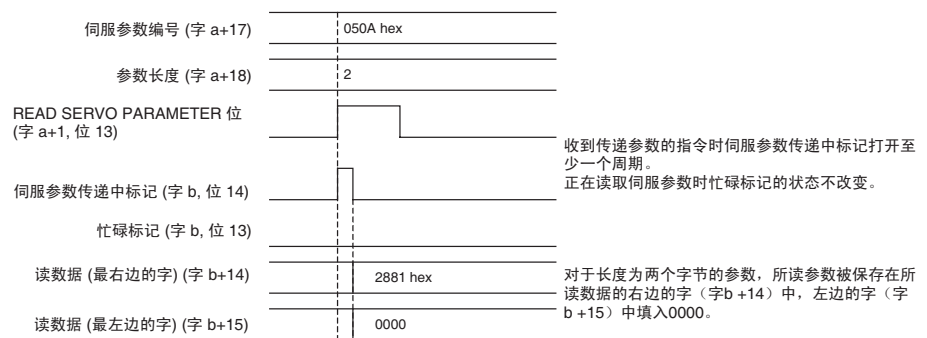 伺服参数编号 (字 a+17)
050A hex
参数长度 (字 a+18)
2
READ SERVO PARAMETER 位
(字 a+1, 位 13)
收到传递参数的指令时伺服参数传递中标记打开至
少一个周期。
正在读取伺服参数时忙碌标记的状态不改变。
伺服参数传递中标记 (字 b, 位 14)
忙碌标记 (字 b, 位 13)
读数据 (最右边的字) (字 b+14)
2881 hex
对于长度为两个字节的参数，所读参数被保存在所
读数据的右边的字（字b +14）中，左边的字（字
b +15）中填入0000。
读数据 (最左边的字) (字 b+15)
0000